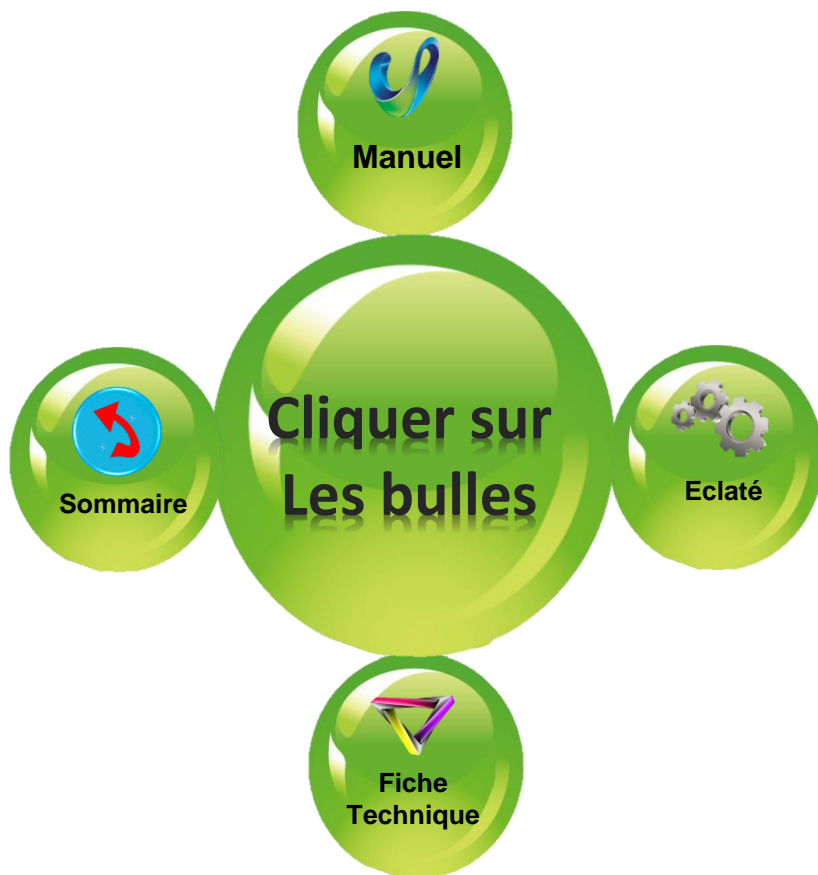 Manuel
Cliquer sur
Les bulles
Sommaire
Eclaté
Fiche
Technique